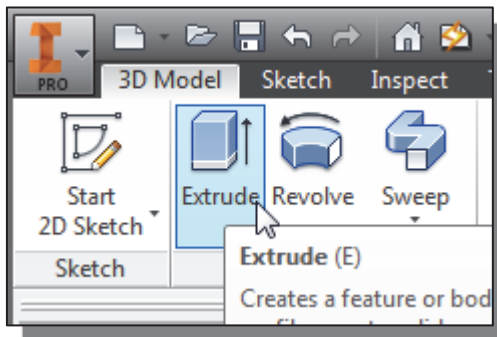 PRO 3D Model Sketch Inspect
Start
2D Sketch
Extrude Revolve Sweep
Sketch
Extrude (E)
Creates a feature or bod